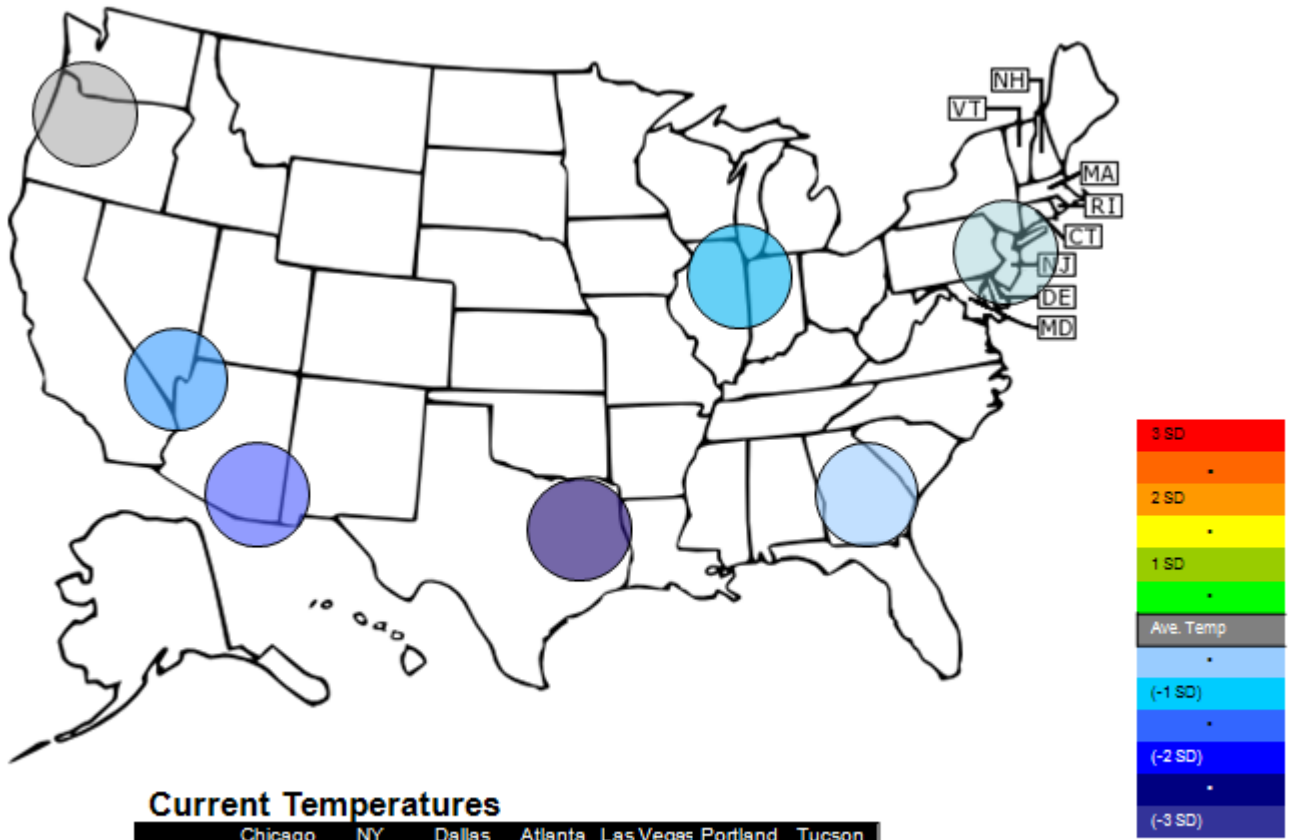 NH
VT
MA
RI
CT
NJ
DE
MD
3 SD
2 SD
1 SD
Ave. Temp
(-1 SD)
(-2 SD)
(-3 SD)
Current Temperatures
Chicago NY Dallas Atlanta Las Vegas Portland Tucson